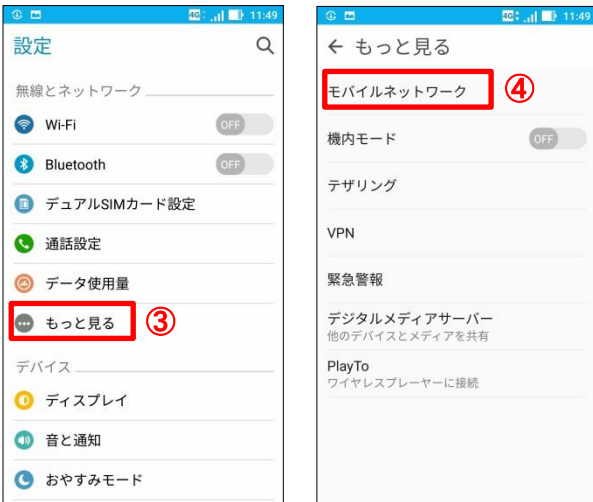 4G 11:49
設定
無線とネットワーク
Wi-Fi OFF
Bluetooth OFF
デュアルSIMカード設定
通話設定
データ使用量
もっと見る ③
デバイス
ディスプレイ
音と通知
おやすみモード
4G 11:49
もっと見る
モバイルネットワーク ④
機内モード OFF
テザリング
VPN
緊急警報
デジタルメディアサーバー
他のデバイスとメディアを共有
PlayTo
ワイヤレスプレーヤーに接続